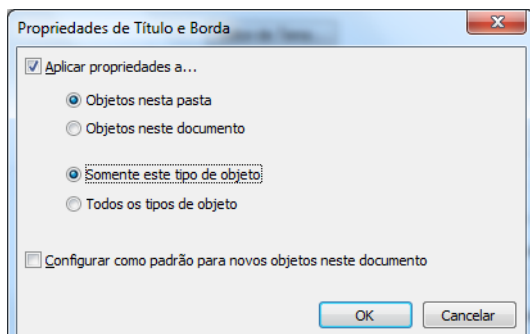 Propriedades de Título e Borda
Aplicar propriedades a...
Objetos nesta pasta
Objetos neste documento
Somente este tipo de objeto
Todos os tipos de objeto
Configurar como padrão para novos objetos neste documento
OK Cancelar